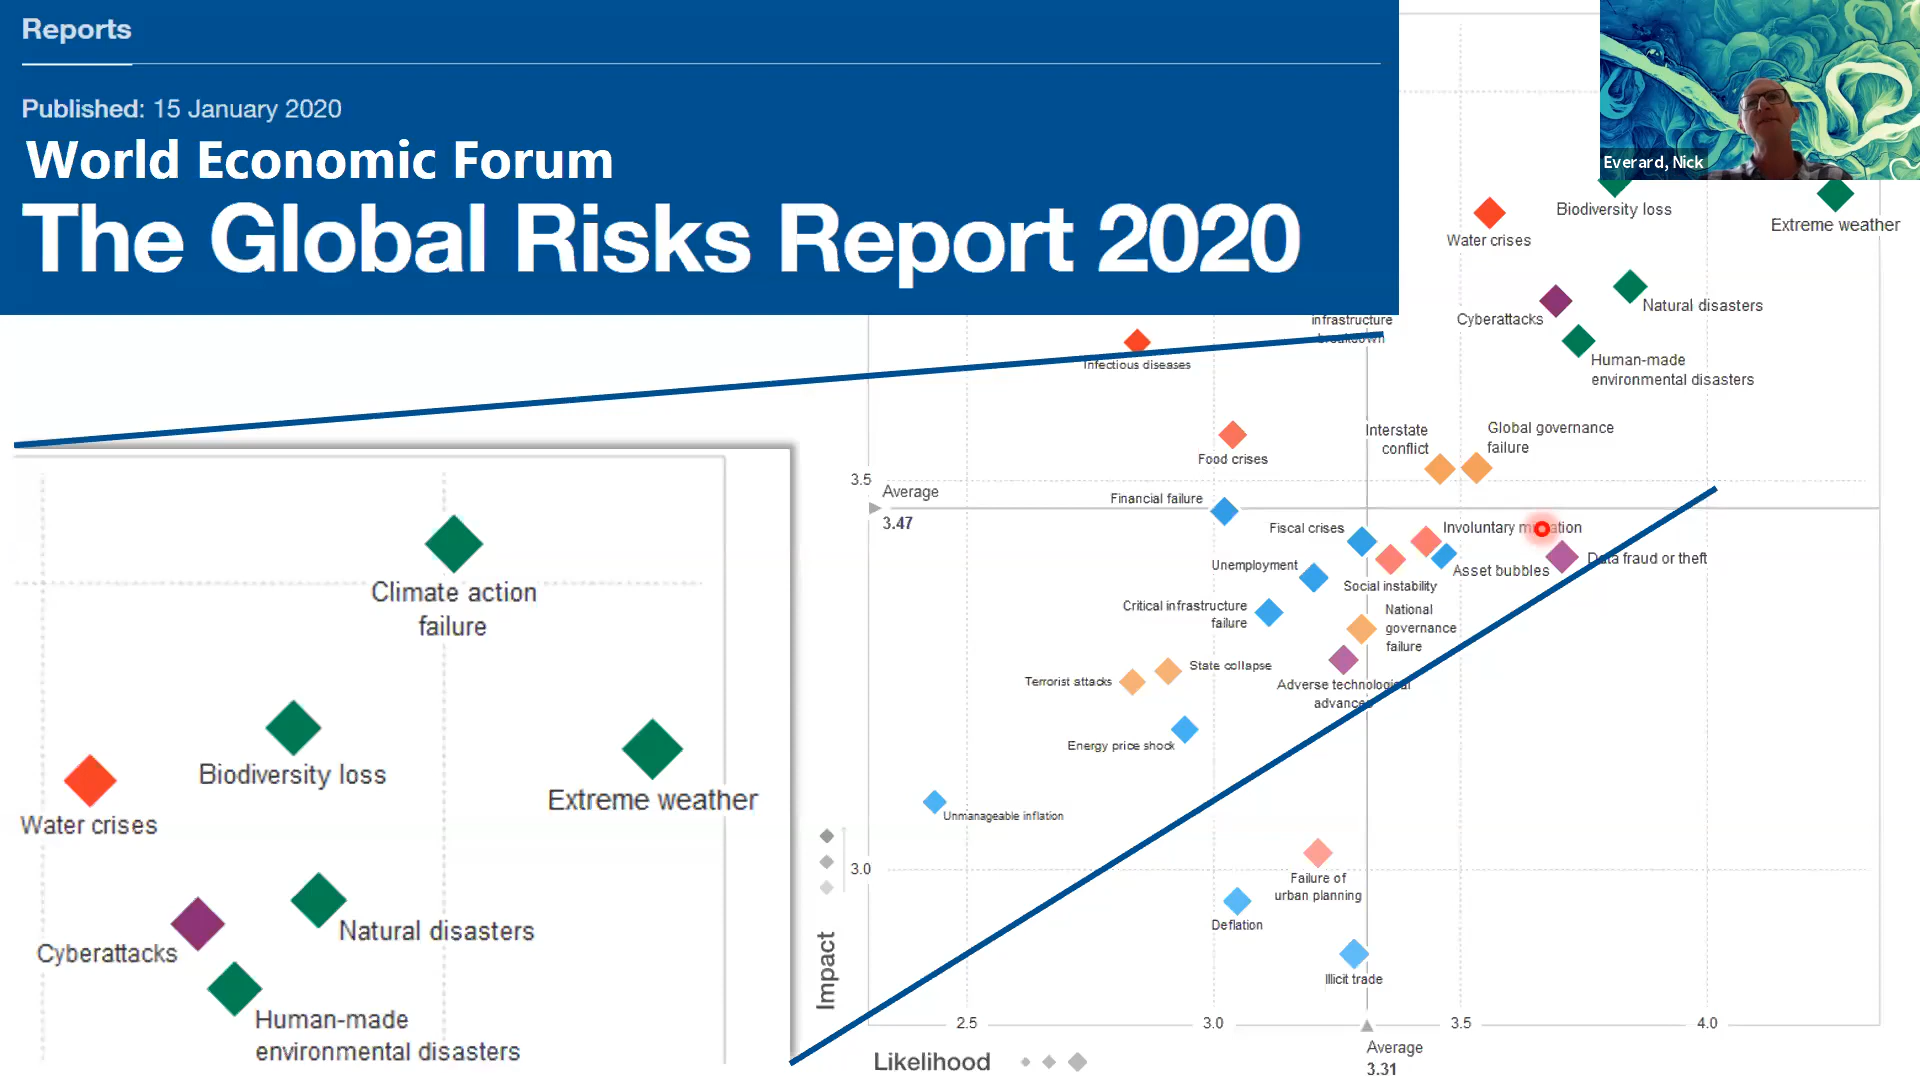 Reports
Published: 15 January 2020
World Economic Forum
The Global Risks Report 2020
Everard, Nick
Biodiversity loss
Extreme weather
Water crises
Natural disasters
Cyberattacks
Human-made
environmental disasters
infrastructure
breakdown
Infectious diseases
Interstate
conflict
Global governance
failure
Food crises
3.5
Average
3.47
Financial failure
Fiscal crises
Involuntary migration
Unemployment
Asset bubbles
Data fraud or theft
Social instability
Critical infrastructure
failure
National
governance
failure
State collapse
Terrorist attacks
Adverse technological
advances
Energy price shock
Unmanageable inflation
3.0
Failure of
urban planning
Deflation
Illicit trade
Impact
2.5
3.0
3.5
4.0
Average
3.31
Likelihood
Climate action
failure
Biodiversity loss
Extreme weather
Water crises
Natural disasters
Cyberattacks
Human-made
environmental disasters